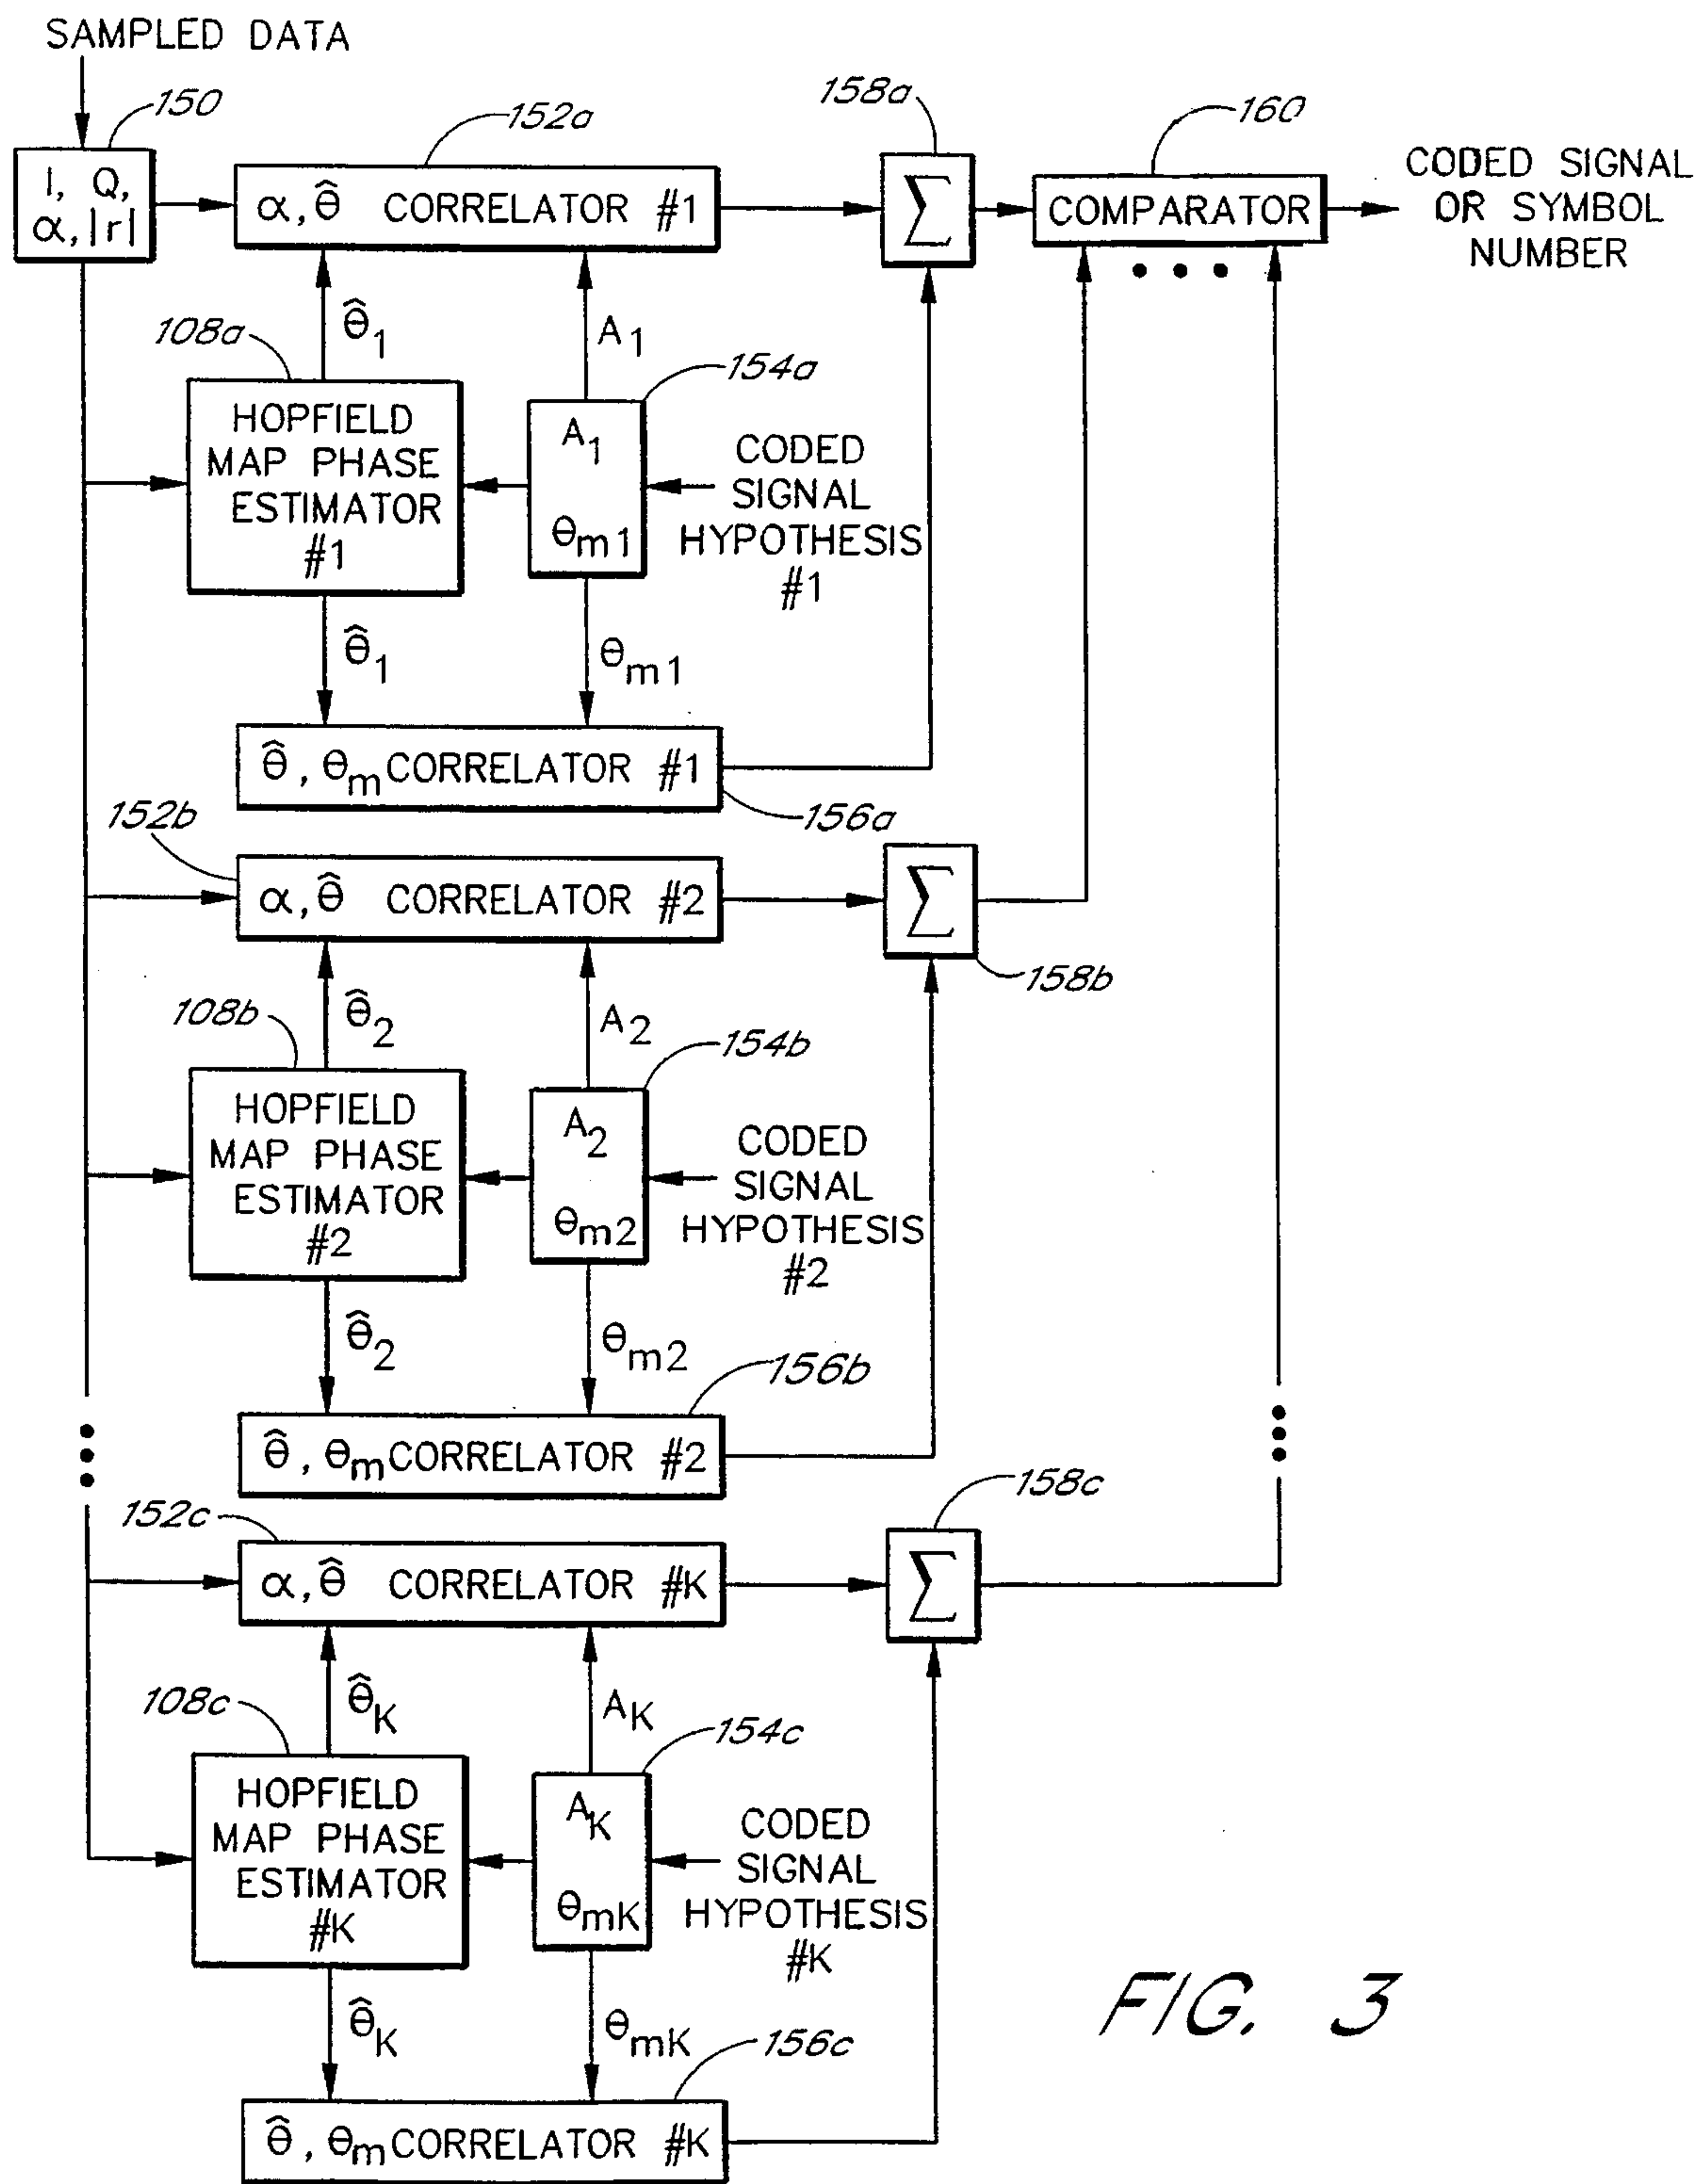 SAMPLED DATA
150
152a
158a
160
I, Q,
α, |r|
α, θ̂ CORRELATOR #1
Σ
COMPARATOR
CODED SIGNAL
OR SYMBOL
NUMBER
• • •
108a
θ̂1
A1
154a
HOPFIELD
MAP PHASE
ESTIMATOR
#1
A1
θm1
CODED
SIGNAL
HYPOTHESIS
#1
θ̂1
θm1
θ̂, θm CORRELATOR #1
156a
152b
α, θ̂ CORRELATOR #2
Σ
158b
108b
θ̂2
A2
154b
HOPFIELD
MAP PHASE
ESTIMATOR
#2
A2
θm2
CODED
SIGNAL
HYPOTHESIS
#2
θ̂2
θm2
156b
θ̂, θm CORRELATOR #2
158c
152c
α, θ̂ CORRELATOR #K
Σ
108c
θ̂K
AK
154c
HOPFIELD
MAP PHASE
ESTIMATOR
#K
AK
θmK
CODED
SIGNAL
HYPOTHESIS
#K
θ̂K
θmK
156c
θ̂, θm CORRELATOR #K
FIG. 3